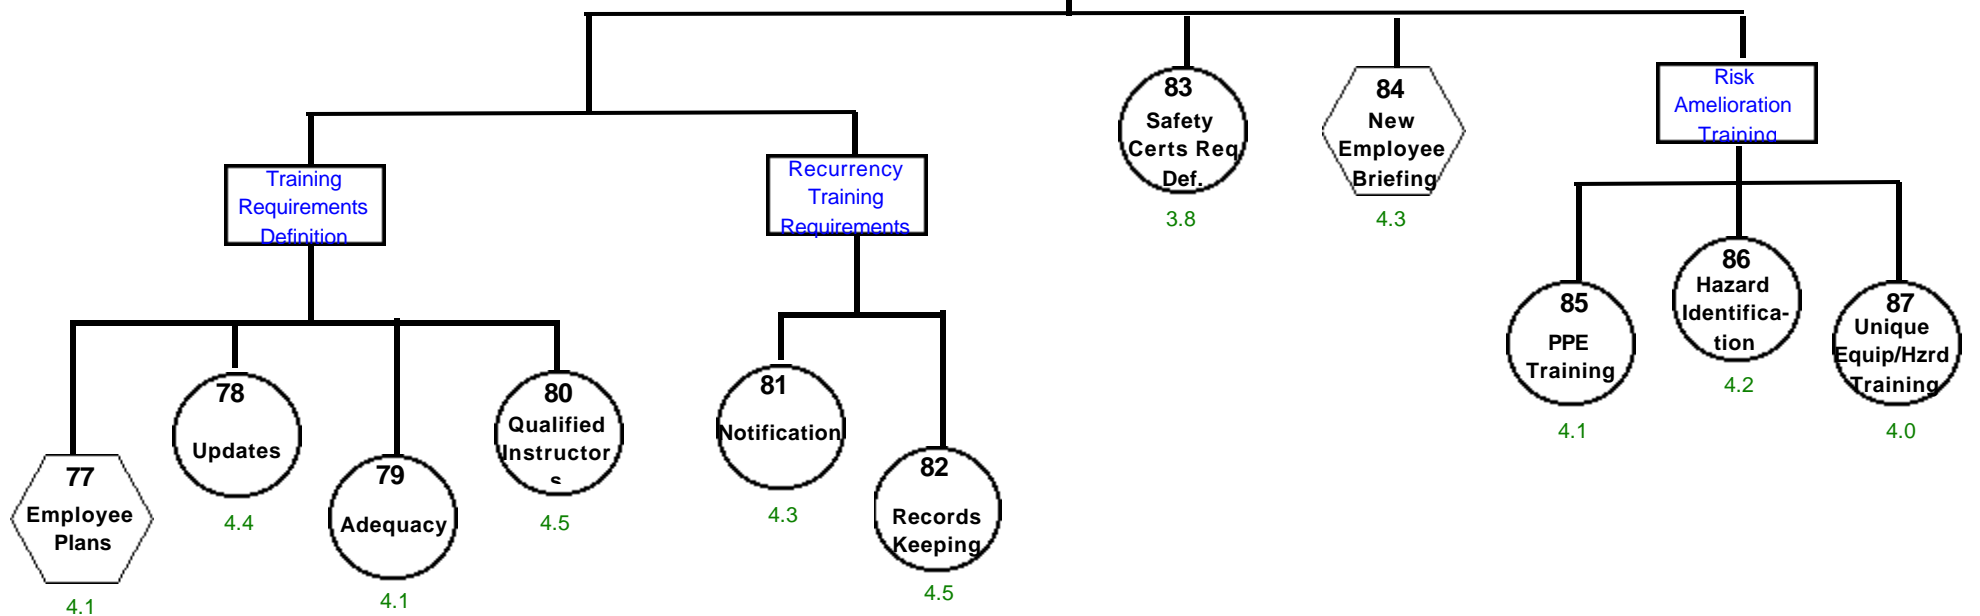 83
Safety
Certs Req
Def.
3.8
84
New
Employee
Briefing
4.3
Risk
Amelioration
Training
Training
Requirements
Definition
Recurrency
Training
Requirements
77
Employee
Plans
4.1
78
Updates
4.4
79
Adequacy
4.1
80
Qualified
Instructor
s
4.5
81
Notification
4.3
82
Records
Keeping
4.5
85
PPE
Training
4.1
86
Hazard
Identifica-
tion
4.2
87
Unique
Equip/Hzrd
Training
4.0